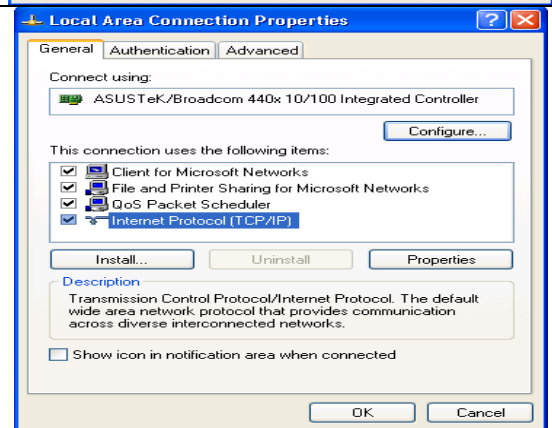 Local Area Connection Properties
General Authentication Advanced
Connect using:
ASUSTeK/Broadcom 440x 10/100 Integrated Controller
Configure...
This connection uses the following items:
Client for Microsoft Networks
File and Printer Sharing for Microsoft Networks
QoS Packet Scheduler
Internet Protocol (TCP/IP)
Install... Uninstall Properties
Description
Transmission Control Protocol/Internet Protocol. The default
wide area network protocol that provides communication
across diverse interconnected networks.
Show icon in notification area when connected
OK Cancel